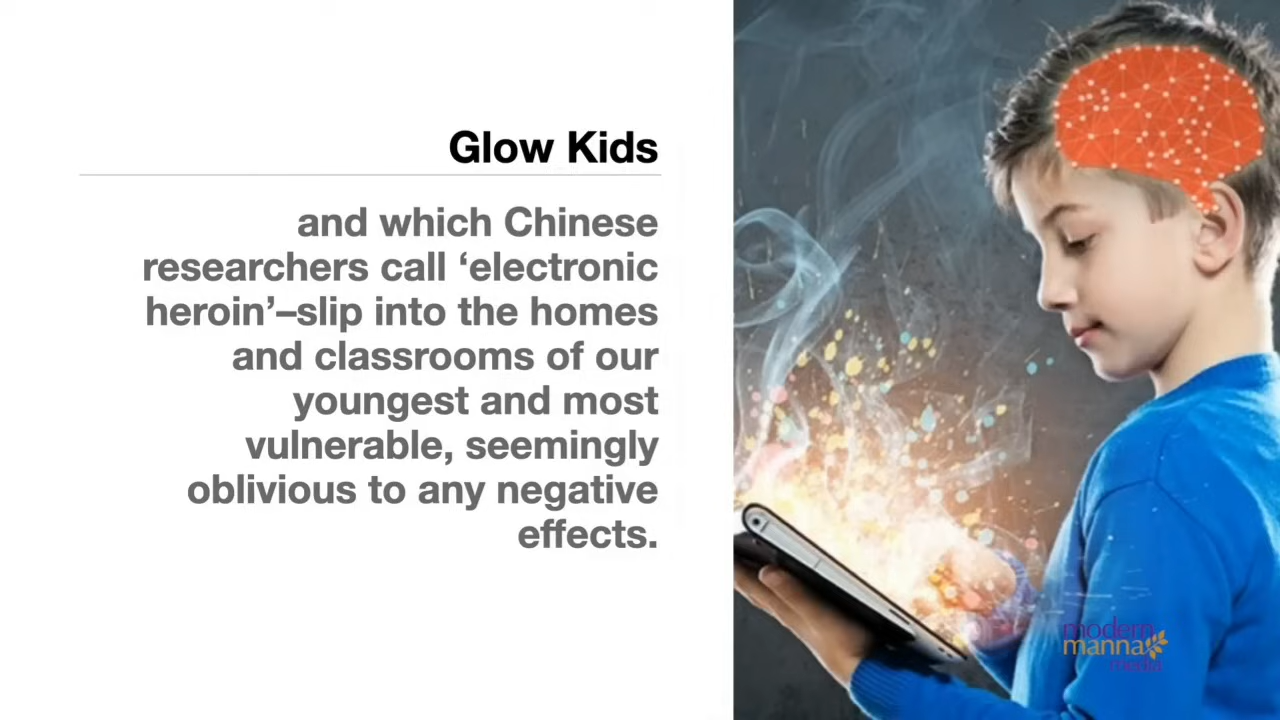 Glow Kids
and which Chinese
researchers call ‘electronic
heroin’–slip into the homes
and classrooms of our
youngest and most
vulnerable, seemingly
oblivious to any negative
effects.
modern
manna
media